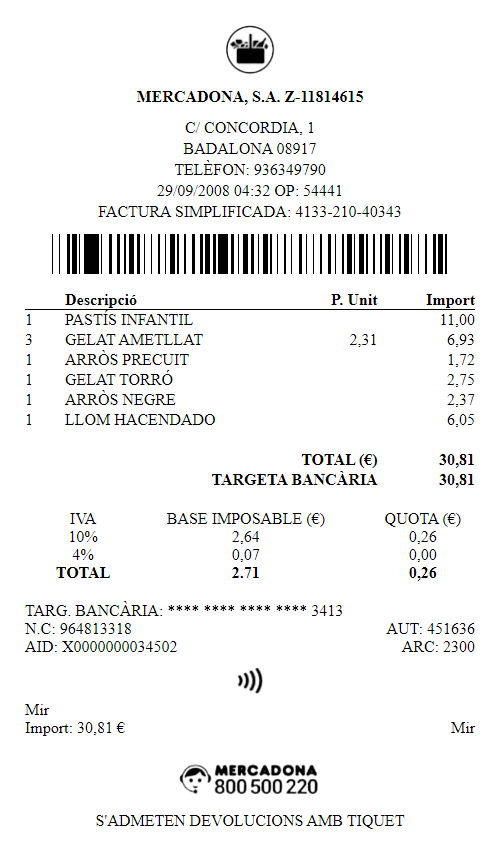 MERCADONA, S.A. Z-11814615
C/ CONCORDIA, 1
BADALONA 08917
TELÈFON: 936349790
29/09/2008 04:32 OP: 54441
FACTURA SIMPLIFICADA: 4133-210-40343
Descripció P. Unit Import
1 PASTÍS INFANTIL 11,00
3 GELAT AMETLLAT 2,31 6,93
1 ARRÒS PRECUIT 1,72
1 GELAT TORRÓ 2,75
1 ARRÒS NEGRE 2,37
1 LLOM HACENDADO 6,05
TOTAL (€) 30,81
TARGETA BANCÀRIA 30,81
IVA BASE IMPOSABLE (€) QUOTA (€)
10% 2,64 0,26
4% 0,07 0,00
TOTAL 2.71 0,26
TARG. BANCÀRIA: **** **** **** **** 3413
N.C: 964813318 AUT: 451636
AID: X0000000034502 ARC: 2300
Mir
Import: 30,81 € Mir
MERCADONA
800 500 220
S'ADMETEN DEVOLUCIONS AMB TIQUET